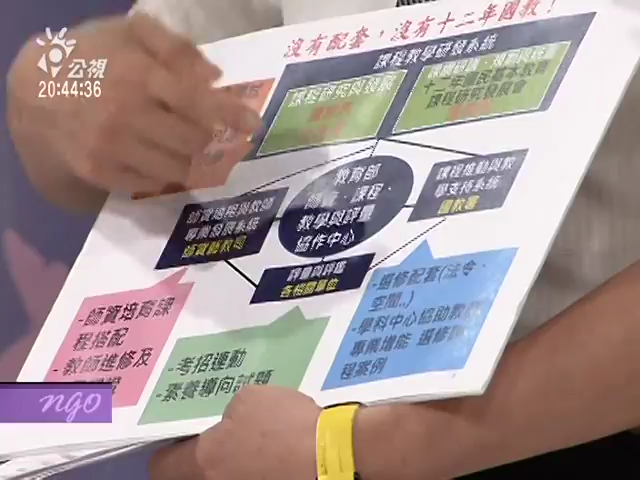 公視
20:44:36
沒有配套，沒有十二年國教！
課程教學研發系統
課程研究與發展
十二年國民基本教育
課程研究發展會
教育部
師資、課程、
教學與評量
協作中心
課程推動與教
學支持系統
國教署
師資培用與教師
專業發展系統
師資藝教司
評量與評鑑
各相關單位
-師資培育課
程搭配
-教師進修及
-考招連動
素養導向試題
-選修配套(法令、
空間..)
-學科中心協助教師
專業增能 選修課
程案例
ngo